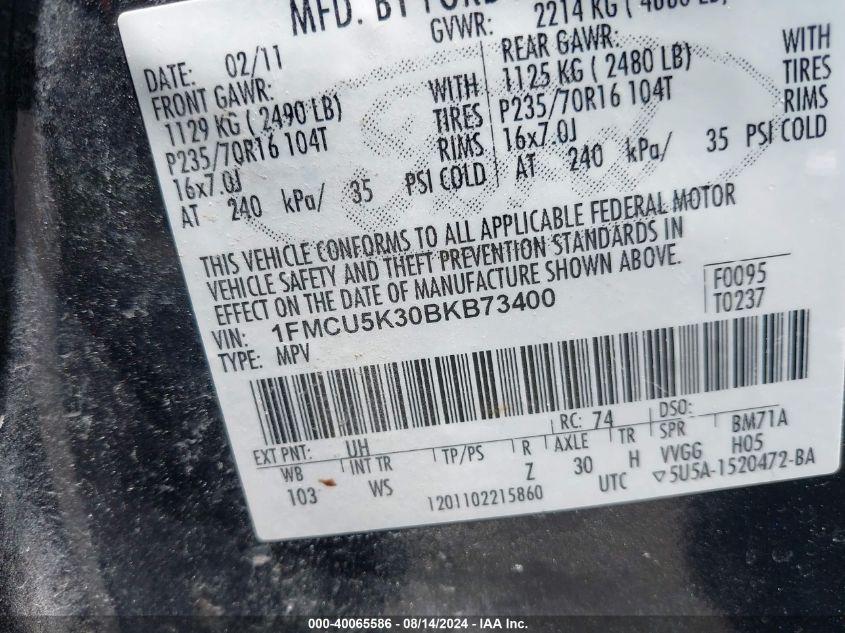 MFD. BY FORD
GVWR: 2214 KG ( 4880 LB)
DATE: 02/11
FRONT GAWR:
1129 KG ( 2490 LB)
P235/70R16 104T
16x7.0J
AT 240 kPa/ 35 PSI COLD
WITH
TIRES
RIMS
REAR GAWR:
1125 KG ( 2480 LB)
P235/70R16 104T
16x7.0J
AT 240 kPa/ 35 PSI COLD
WITH
TIRES
RIMS
THIS VEHICLE CONFORMS TO ALL APPLICABLE FEDERAL MOTOR
VEHICLE SAFETY AND THEFT PREVENTION STANDARDS IN
EFFECT ON THE DATE OF MANUFACTURE SHOWN ABOVE.
F0095
T0237
VIN: 1FMCU5K30BKB73400
TYPE: MPV
EXT PNT: UH RC: 74 DSO:
WB INT TR TP/PS R AXLE TR SPR BM71A
103 WS Z 30 H VVGG H05
1201102215860 UTC ▽5U5A-1520472-BA
000-40065586 - 08/14/2024 - IAAI.com